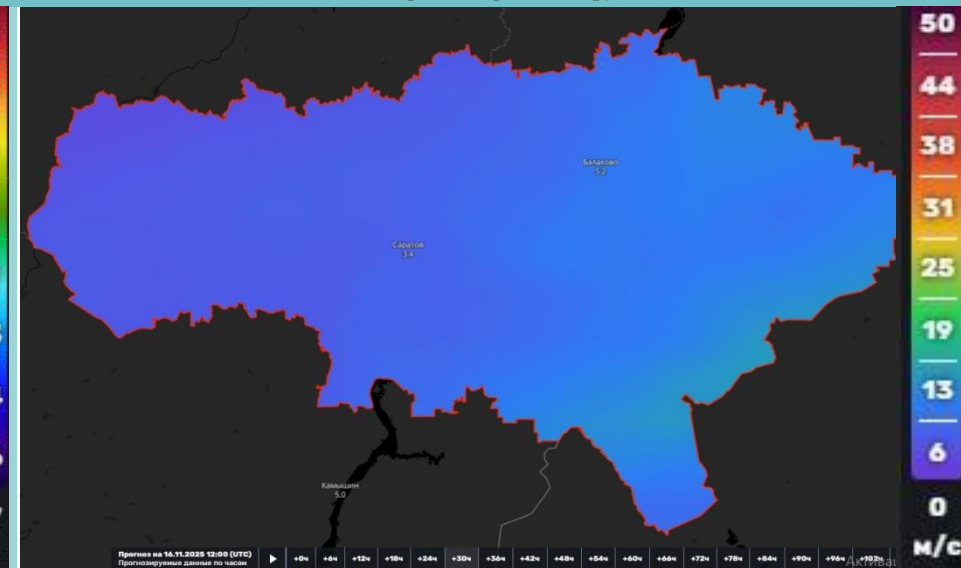 50
44
38
31
25
19
13
6
0
м/с
Балаково
5.2
Саратов
3.4
Камышин
5.0
Прогноз на 16.11.2025 12:00 (UTC)
Прогнозируемые данные по часам
+0ч +6ч +12ч +18ч +24ч +30ч +36ч +42ч +48ч +54ч +60ч +66ч +72ч +78ч +84ч +90ч +96ч +102ч